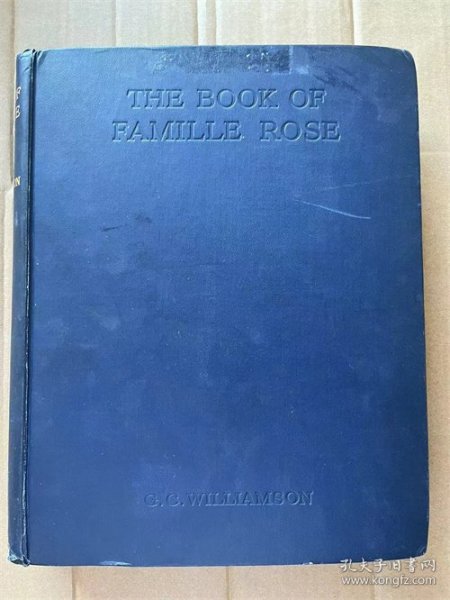 THE BOOK OF
FAMILLE ROSE
G. C. WILLIAMSON
孔夫子旧书网
www.kongfz.com